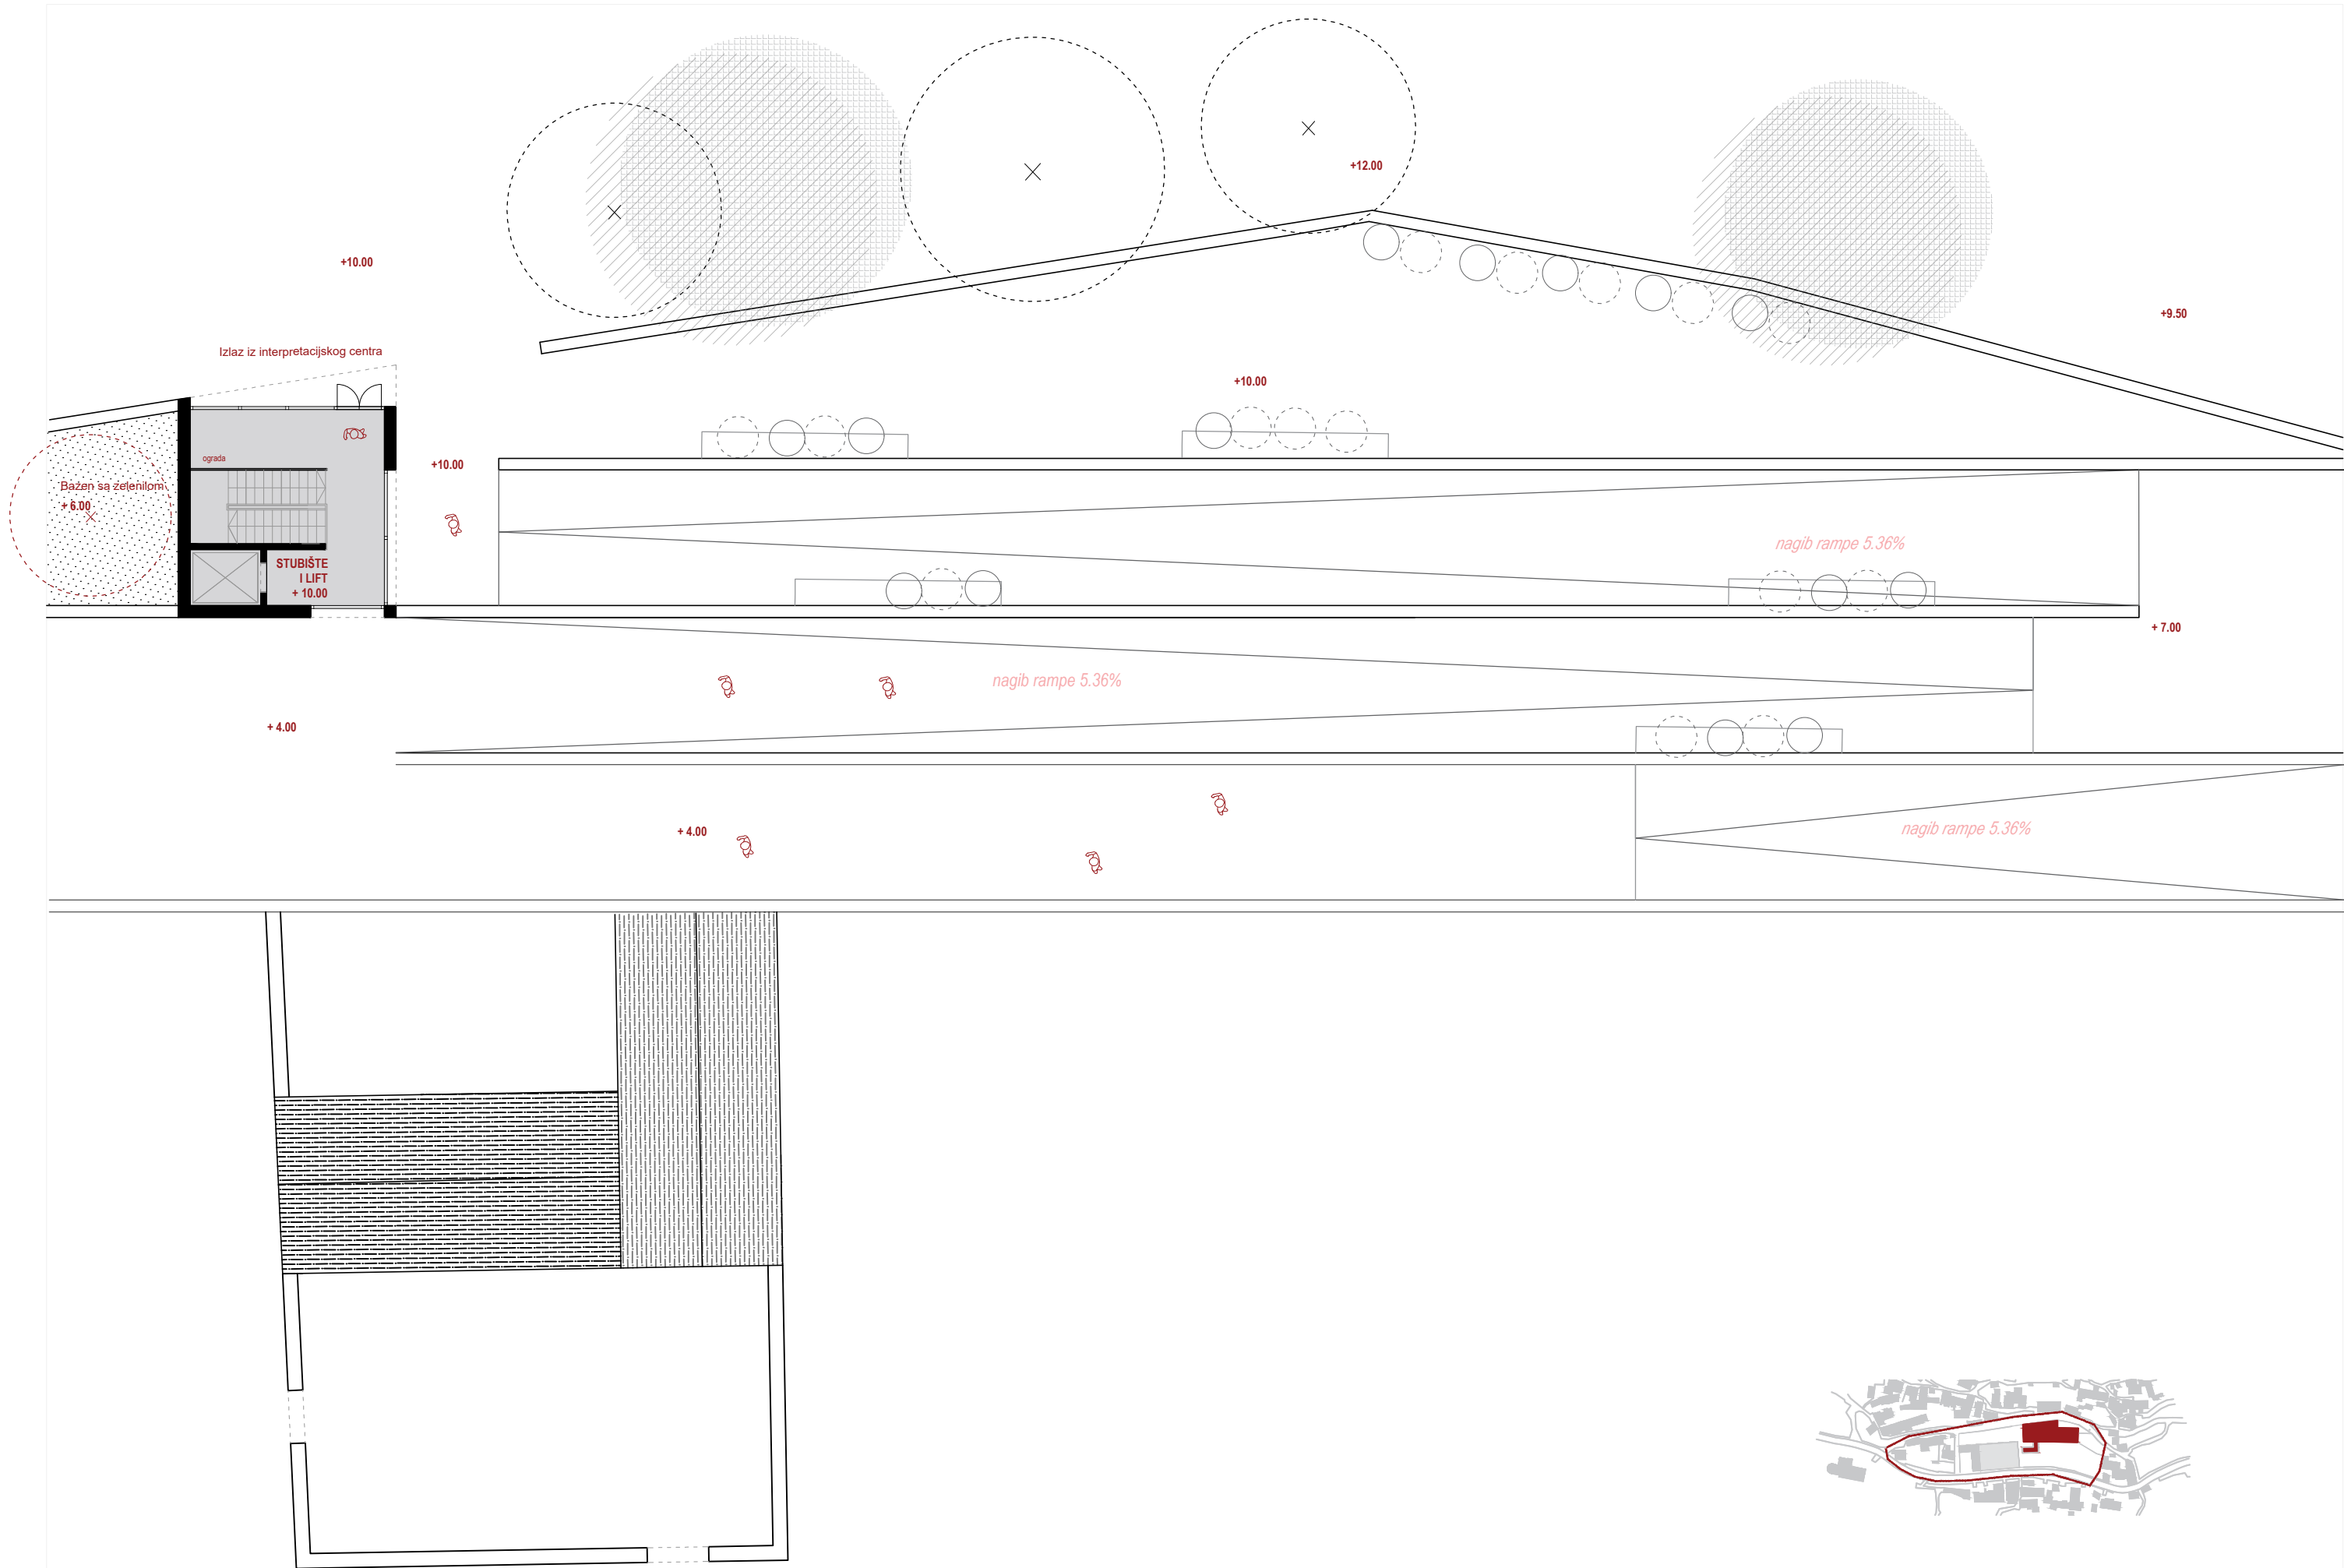 +12.00
+10.00
+9.50
Izlaz iz interpretacijskog centra
+10.00
ograda
+10.00
Bazen sa zelenilom
+ 6.00
nagib rampe 5.36%
STUBIŠTE
I LIFT
+ 10.00
+ 7.00
nagib rampe 5.36%
+ 4.00
+ 4.00
nagib rampe 5.36%